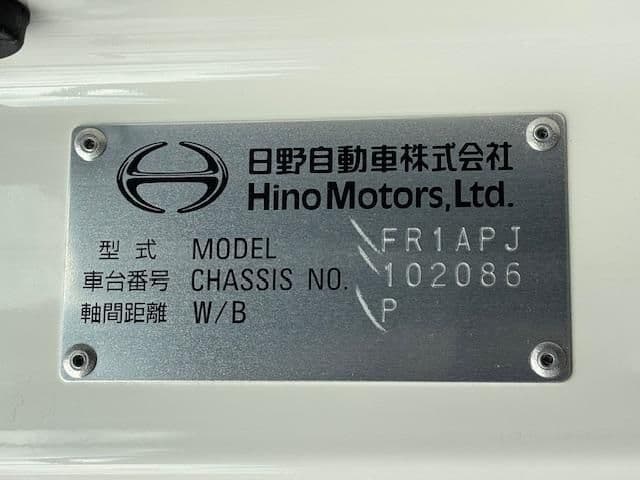 日野自動車株式会社
Hino Motors, Ltd.
型式 MODEL FR1APJ
車台番号 CHASSIS NO. 102086
軸間距離 W/B P